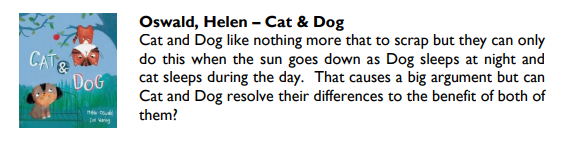 Oswald, Helen – Cat & Dog
Cat and Dog like nothing more that to scrap but they can only
do this when the sun goes down as Dog sleeps at night and
cat sleeps during the day.  That causes a big argument but can
Cat and Dog resolve their differences to the benefit of both of
them?
CAT
&
DOG
Helen Oswald